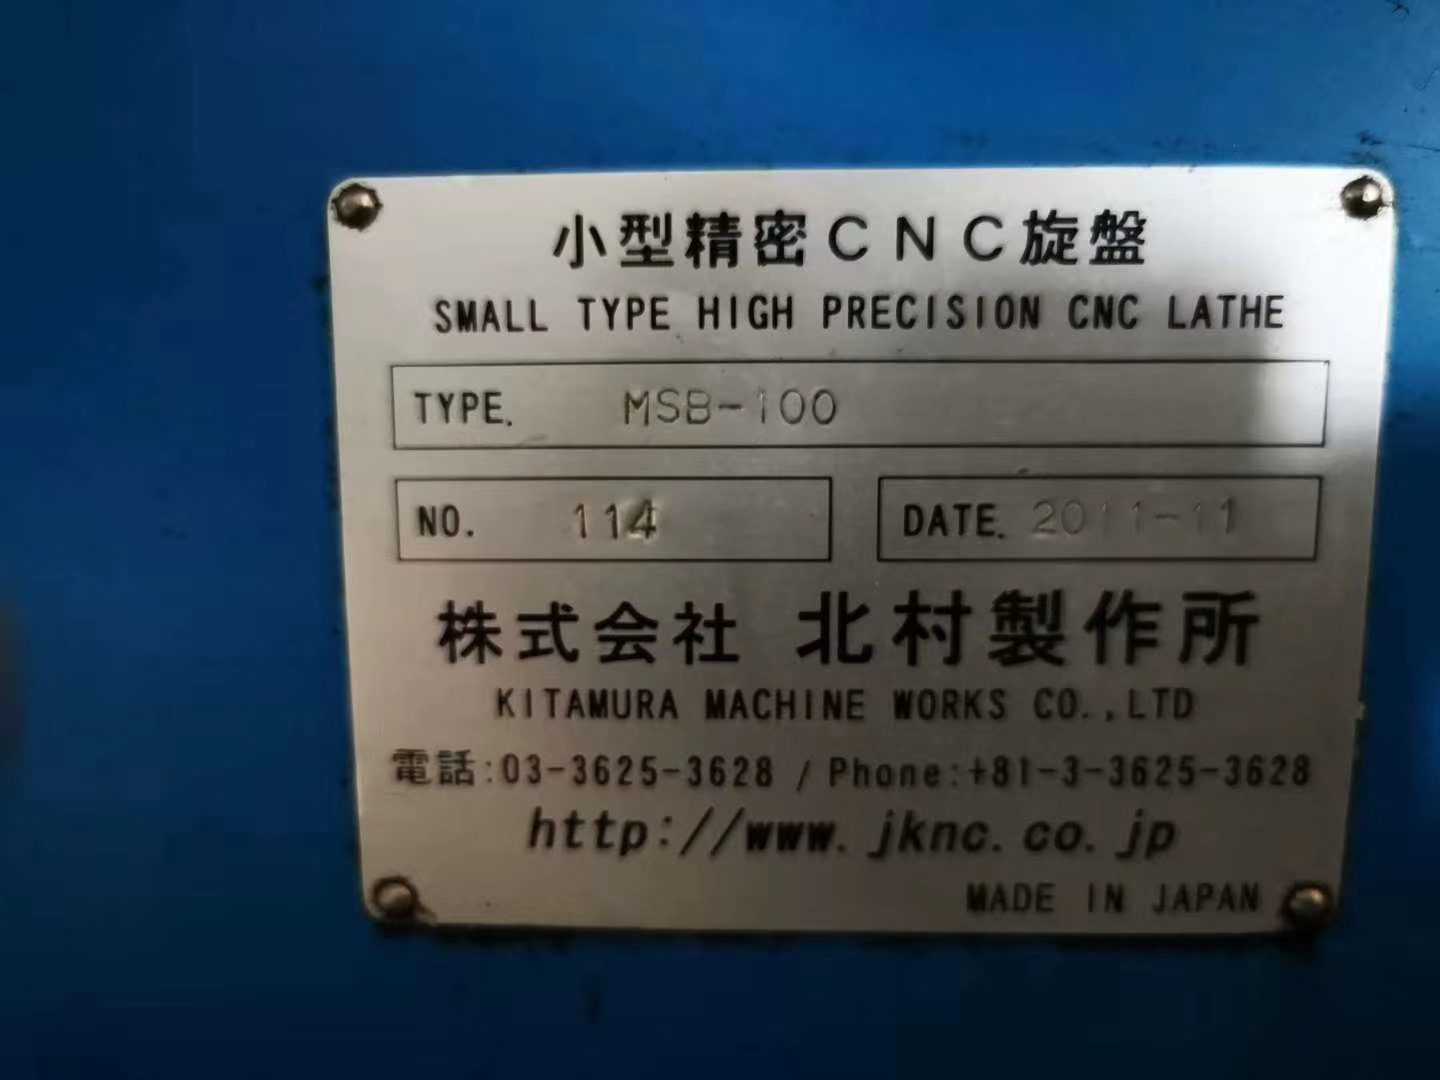 小型精密CNC旋盤
SMALL TYPE HIGH PRECISION CNC LATHE
TYPE. MSB-100
NO. 114
DATE. 2011-11
株式会社 北村製作所
KITAMURA MACHINE WORKS CO.,LTD
電話:03-3625-3628 / Phone:+81-3-3625-3628
http://www.jknc.co.jp
MADE IN JAPAN